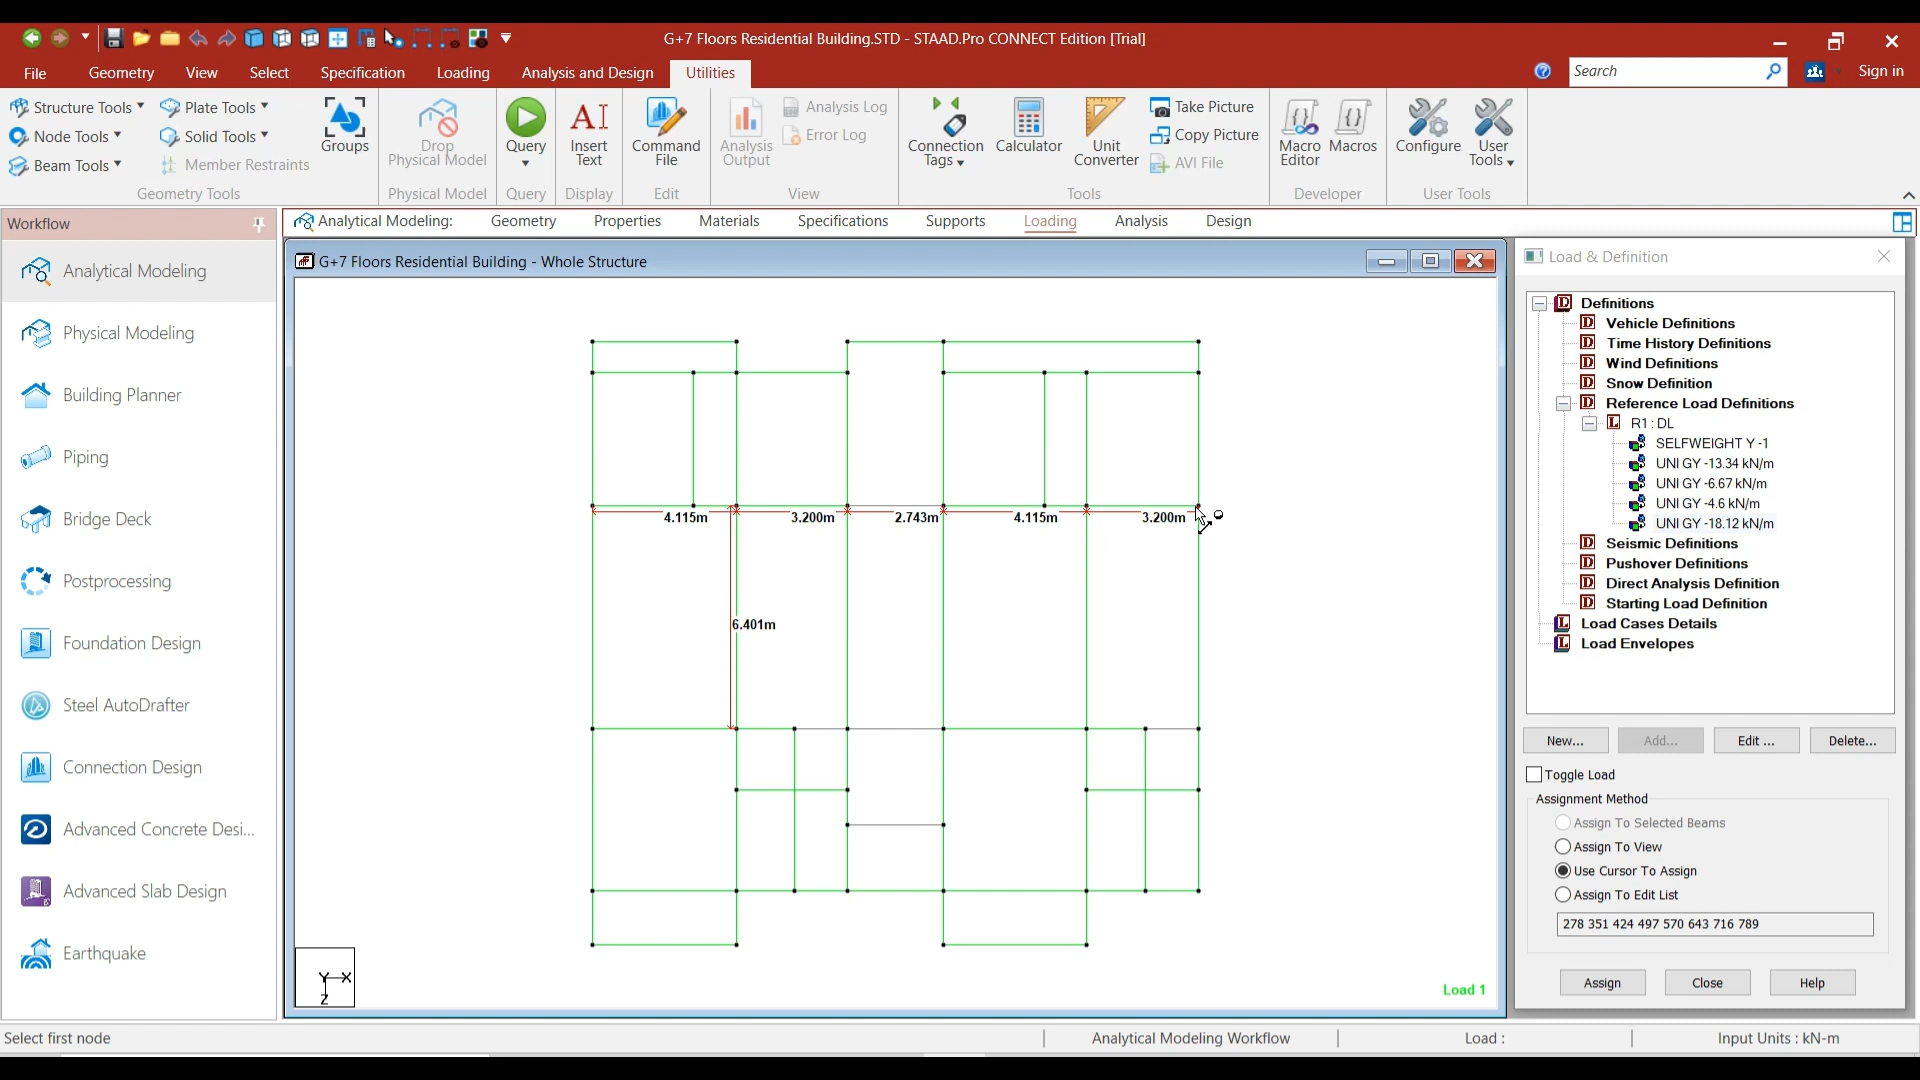 G+7 Floors Residential Building.STD - STAAD.Pro CONNECT Edition [Trial]
File Geometry View Select Specification Loading Analysis and Design Utilities Search Sign in
Structure Tools Plate Tools
Node Tools Solid Tools
Beam Tools Member Restraints
Groups
Geometry Tools
Drop
Physical Model
Physical Model
Query
Query
Insert
Text
Display
Command
File
Edit
Analysis
Output
Analysis Log
Error Log
View
Connection
Tags
Calculator
Unit
Converter
Take Picture
Copy Picture
AVI File
Tools
Macro
Editor
Macros
Developer
Configure
User
Tools
User Tools
Workflow
Analytical Modeling
Physical Modeling
Building Planner
Piping
Bridge Deck
Postprocessing
Foundation Design
Steel AutoDrafter
Connection Design
Advanced Concrete Desi...
Advanced Slab Design
Earthquake
Analytical Modeling: Geometry Properties Materials Specifications Supports Loading Analysis Design
G+7 Floors Residential Building - Whole Structure
4.115m 3.200m 2.743m 4.115m 3.200m
6.401m
Y X
Z
Load 1
Load & Definition
Definitions
Vehicle Definitions
Time History Definitions
Wind Definitions
Snow Definition
Reference Load Definitions
R1 : DL
SELFWEIGHT Y -1
UNI GY -13.34 kN/m
UNI GY -6.67 kN/m
UNI GY -4.6 kN/m
UNI GY -18.12 kN/m
Seismic Definitions
Pushover Definitions
Direct Analysis Definition
Starting Load Definition
Load Cases Details
Load Envelopes
New... Add... Edit ... Delete...
Toggle Load
Assignment Method
Assign To Selected Beams
Assign To View
Use Cursor To Assign
Assign To Edit List
278 351 424 497 570 643 716 789
Assign Close Help
Select first node Analytical Modeling Workflow Load : Input Units : kN-m